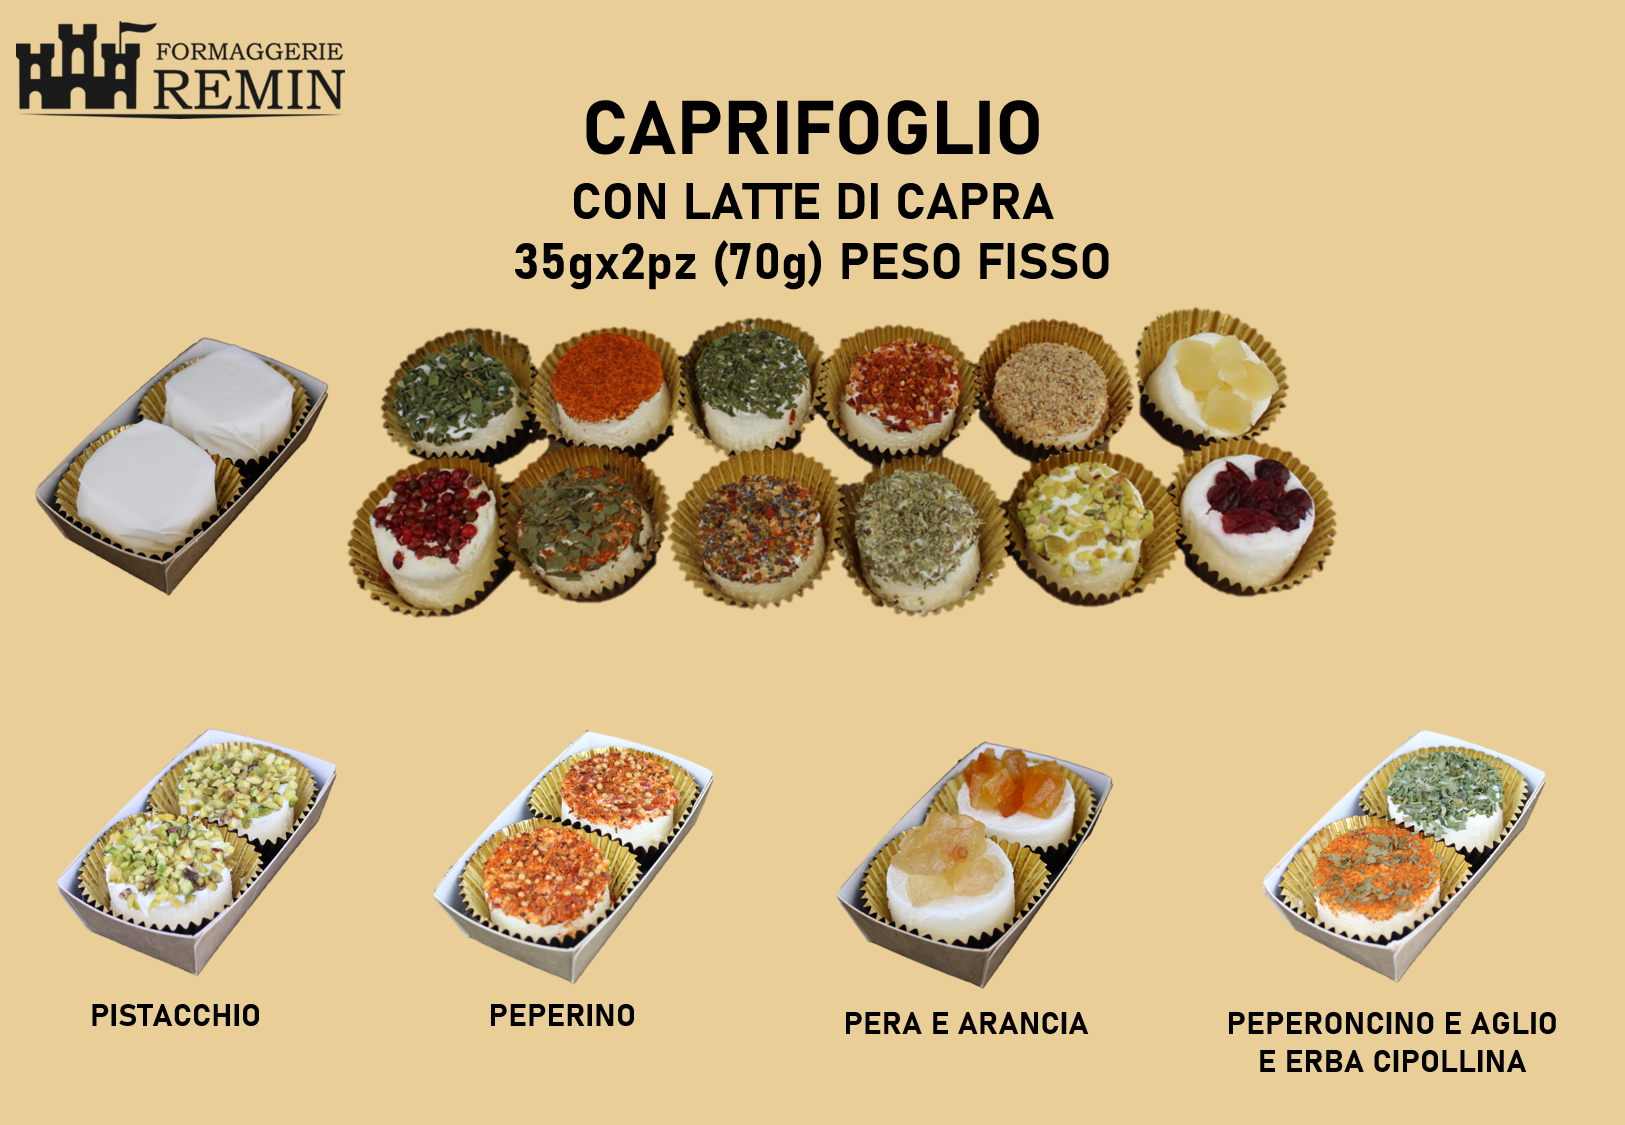 FORMAGGERIE
REMIN
CAPRIFOGLIO
CON LATTE DI CAPRA
35gx2pz (70g) PESO FISSO
PISTACCHIO
PEPERINO
PERA E ARANCIA
PEPERONCINO E AGLIO
E ERBA CIPOLLINA